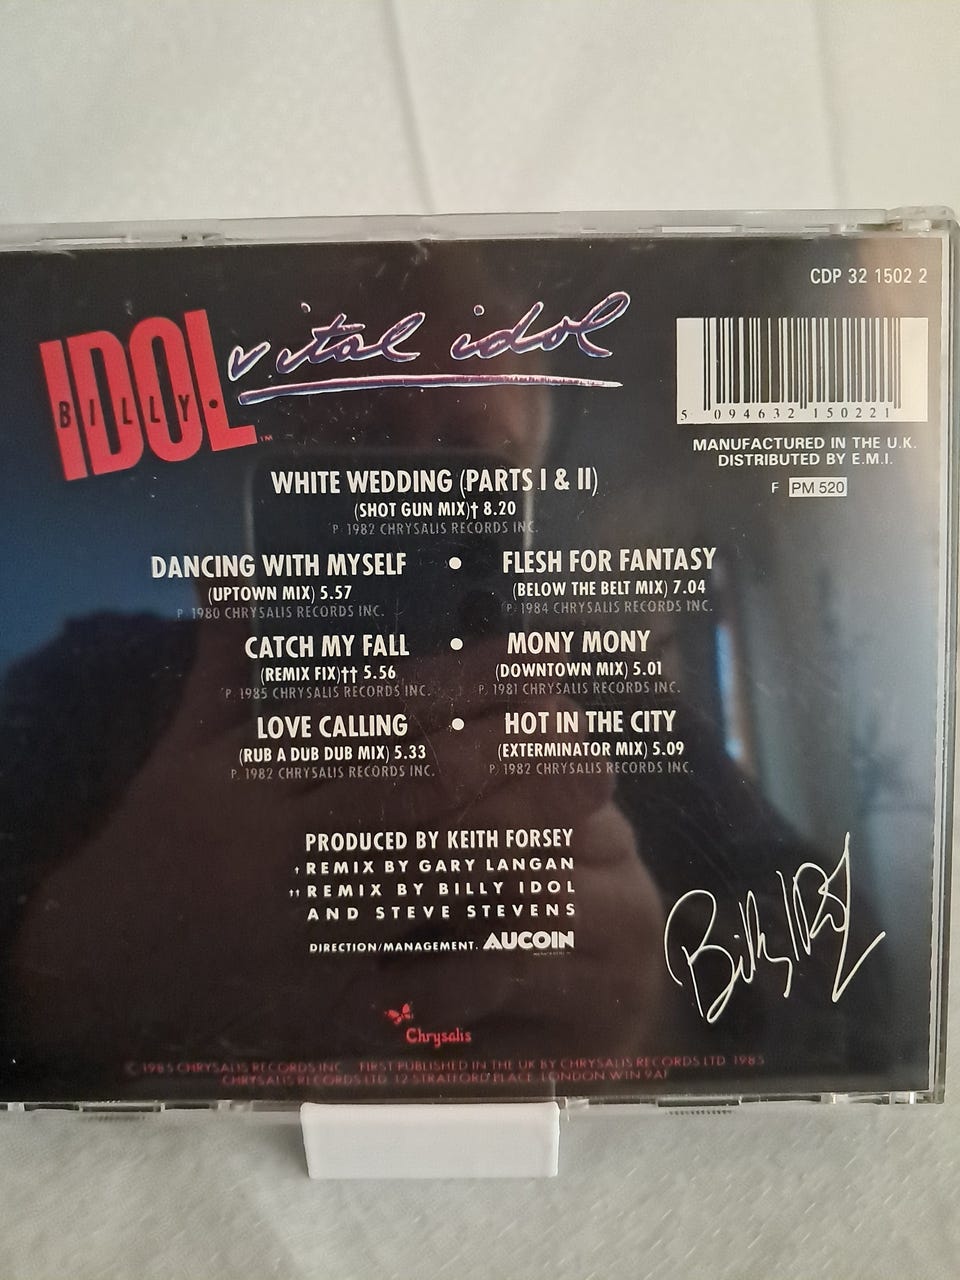 CDP 32 1502 2
IDOL
BILLY
vital idol
TM
5 094632 150221
MANUFACTURED IN THE U.K.
DISTRIBUTED BY E.M.I.
F PM 520
WHITE WEDDING (PARTS I & II)
(SHOT GUN MIX)† 8.20
P. 1982 CHRYSALIS RECORDS INC.
DANCING WITH MYSELF • FLESH FOR FANTASY
(UPTOWN MIX) 5.57 (BELOW THE BELT MIX) 7.04
P. 1980 CHRYSALIS RECORDS INC. P. 1984 CHRYSALIS RECORDS INC.
CATCH MY FALL • MONY MONY
(REMIX FIX)†† 5.56 (DOWNTOWN MIX) 5.01
P. 1985 CHRYSALIS RECORDS INC. P. 1981 CHRYSALIS RECORDS INC.
LOVE CALLING • HOT IN THE CITY
(RUB A DUB DUB MIX) 5.33 (EXTERMINATOR MIX) 5.09
P. 1982 CHRYSALIS RECORDS INC. P. 1982 CHRYSALIS RECORDS INC.
PRODUCED BY KEITH FORSEY
† REMIX BY GARY LANGAN
†† REMIX BY BILLY IDOL
AND STEVE STEVENS
DIRECTION/MANAGEMENT. AUCOIN
Billy Idol
Chrysalis
© 1985 CHRYSALIS RECORDS INC. FIRST PUBLISHED IN THE UK BY CHRYSALIS RECORDS LTD. 1985
CHRYSALIS RECORDS LTD. 12 STRATFORD PLACE. LONDON W1N 9AF